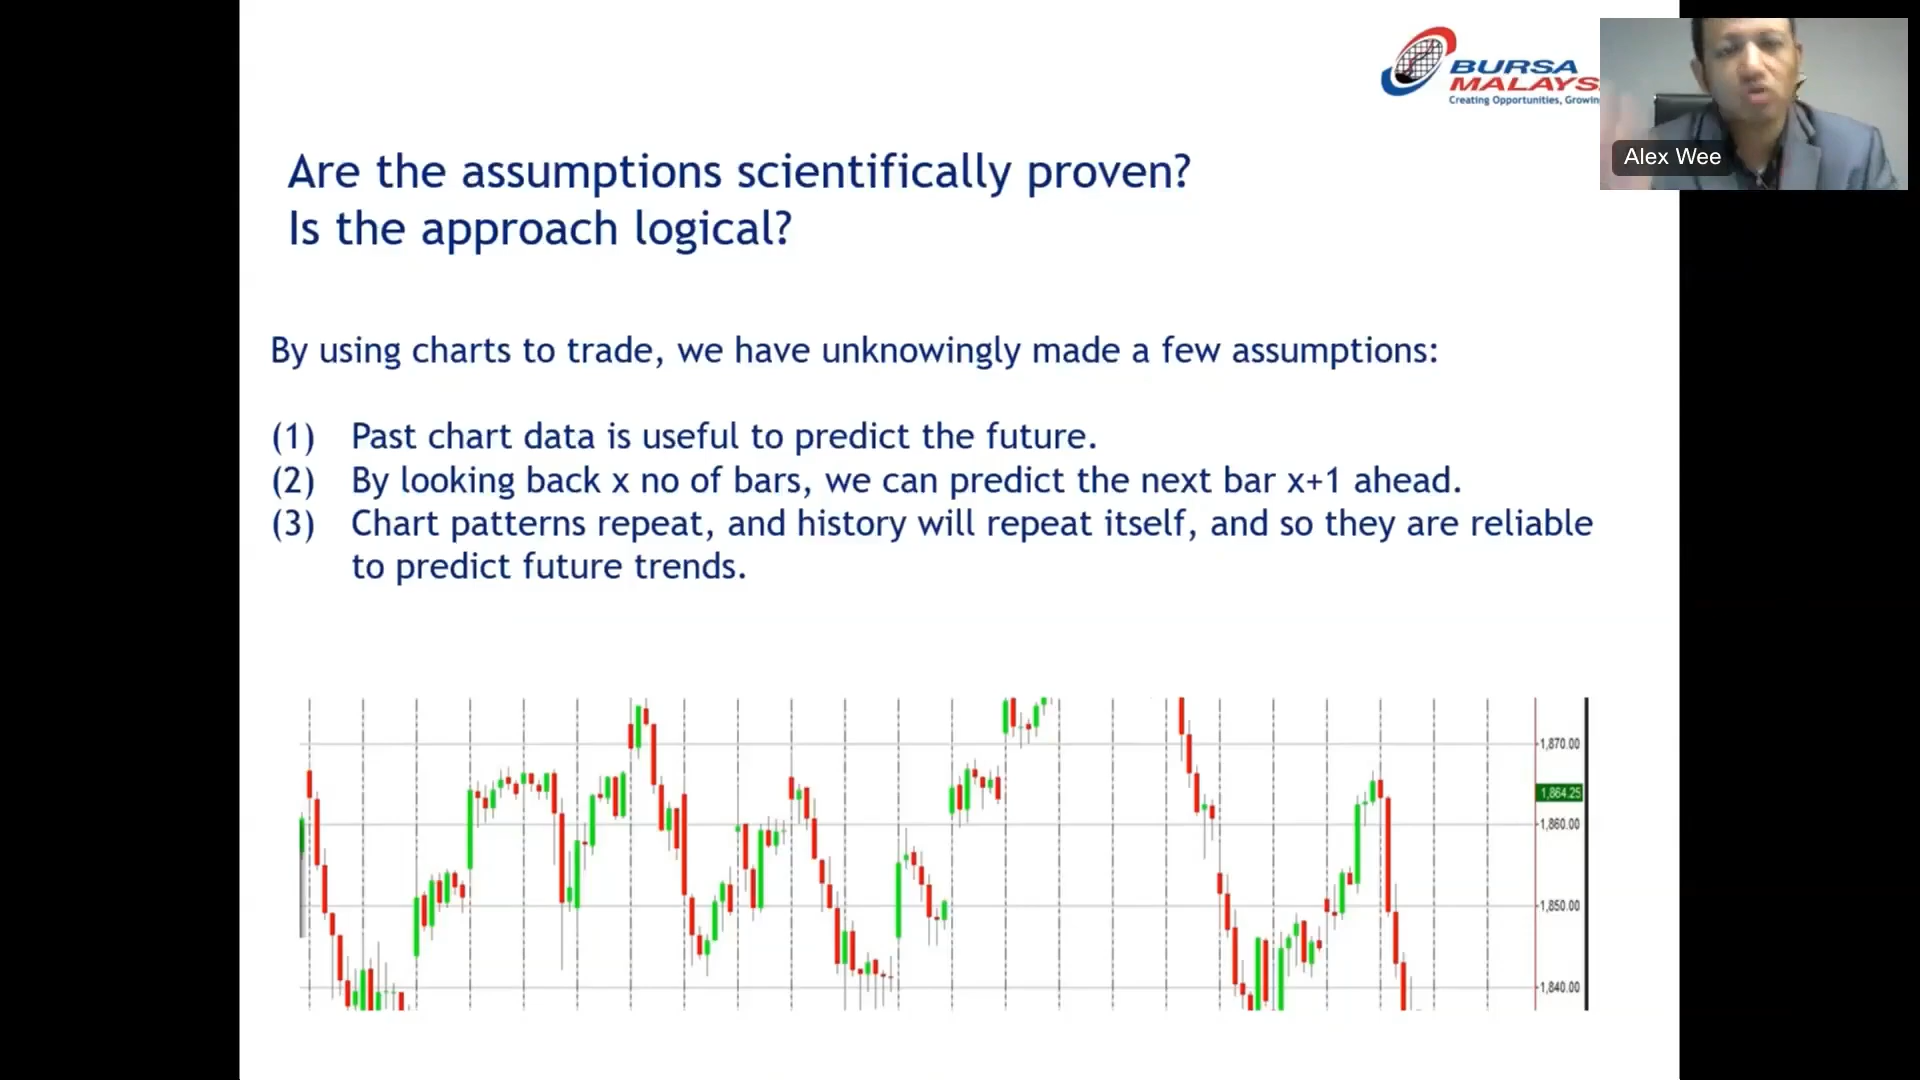 BURSA
MALAYS
Creating Opportunities, Growin
Alex Wee
Are the assumptions scientifically proven?
Is the approach logical?
By using charts to trade, we have unknowingly made a few assumptions:
(1) Past chart data is useful to predict the future.
(2) By looking back x no of bars, we can predict the next bar x+1 ahead.
(3) Chart patterns repeat, and history will repeat itself, and so they are reliable
to predict future trends.
1,870.00
1,864.25
1,860.00
1,850.00
1,840.00